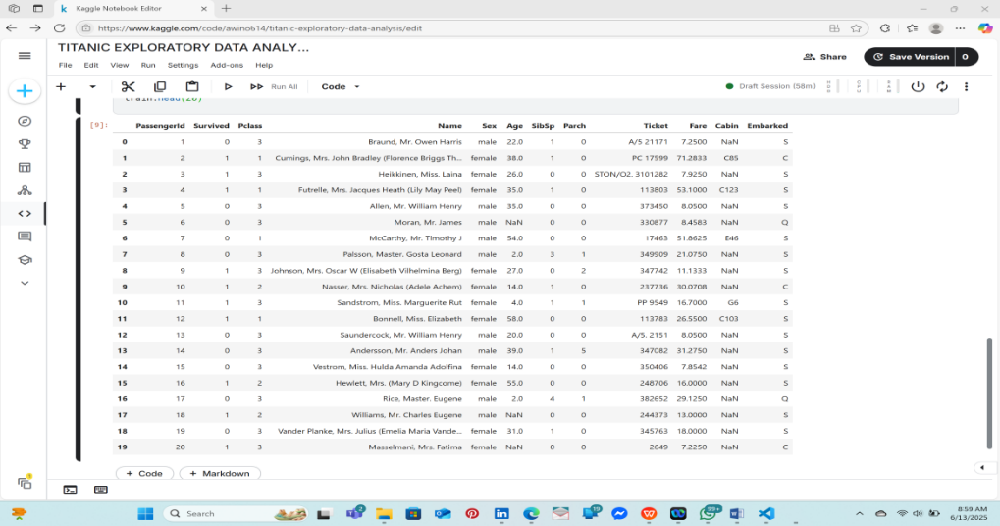 Kaggle Notebook Editor
https://www.kaggle.com/code/awino614/titanic-exploratory-data-analysis/edit
TITANIC EXPLORATORY DATA ANALY...
File Edit View Run Settings Add-ons Help
Share
Save Version 0
Run All
Code
Draft Session (58m)
train.head(20)
[9]:
PassengerId Survived Pclass Name Sex Age SibSp Parch Ticket Fare Cabin Embarked
0 1 0 3 Braund, Mr. Owen Harris male 22.0 1 0 A/5 21171 7.2500 NaN S
1 2 1 1 Cumings, Mrs. John Bradley (Florence Briggs Th... female 38.0 1 0 PC 17599 71.2833 C85 C
2 3 1 3 Heikkinen, Miss. Laina female 26.0 0 0 STON/O2. 3101282 7.9250 NaN S
3 4 1 1 Futrelle, Mrs. Jacques Heath (Lily May Peel) female 35.0 1 0 113803 53.1000 C123 S
4 5 0 3 Allen, Mr. William Henry male 35.0 0 0 373450 8.0500 NaN S
5 6 0 3 Moran, Mr. James male NaN 0 0 330877 8.4583 NaN Q
6 7 0 1 McCarthy, Mr. Timothy J male 54.0 0 0 17463 51.8625 E46 S
7 8 0 3 Palsson, Master. Gosta Leonard male 2.0 3 1 349909 21.0750 NaN S
8 9 1 3 Johnson, Mrs. Oscar W (Elisabeth Vilhelmina Berg) female 27.0 0 2 347742 11.1333 NaN S
9 10 1 2 Nasser, Mrs. Nicholas (Adele Achem) female 14.0 1 0 237736 30.0708 NaN C
10 11 1 3 Sandstrom, Miss. Marguerite Rut female 4.0 1 1 PP 9549 16.7000 G6 S
11 12 1 1 Bonnell, Miss. Elizabeth female 58.0 0 0 113783 26.5500 C103 S
12 13 0 3 Saundercock, Mr. William Henry male 20.0 0 0 A/5. 2151 8.0500 NaN S
13 14 0 3 Andersson, Mr. Anders Johan male 39.0 1 5 347082 31.2750 NaN S
14 15 0 3 Vestrom, Miss. Hulda Amanda Adolfina female 14.0 0 0 350406 7.8542 NaN S
15 16 1 2 Hewlett, Mrs. (Mary D Kingcome) female 55.0 0 0 248706 16.0000 NaN S
16 17 0 3 Rice, Master. Eugene male 2.0 4 1 382652 29.1250 NaN Q
17 18 1 2 Williams, Mr. Charles Eugene male NaN 0 0 244373 13.0000 NaN S
18 19 0 3 Vander Planke, Mrs. Julius (Emelia Maria Vande... female 31.0 1 0 345763 18.0000 NaN S
19 20 1 3 Masselmani, Mrs. Fatima female NaN 0 0 2649 7.2250 NaN C
+ Code + Markdown
Search
99+
8:59 AM
6/13/2025